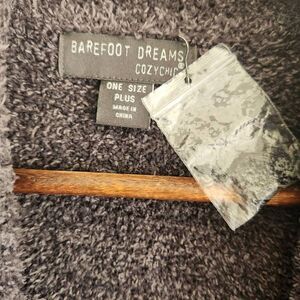 BAREFOOT DREAMS
COZYCHIC
ONE SIZE
PLUS
MADE IN
CHINA